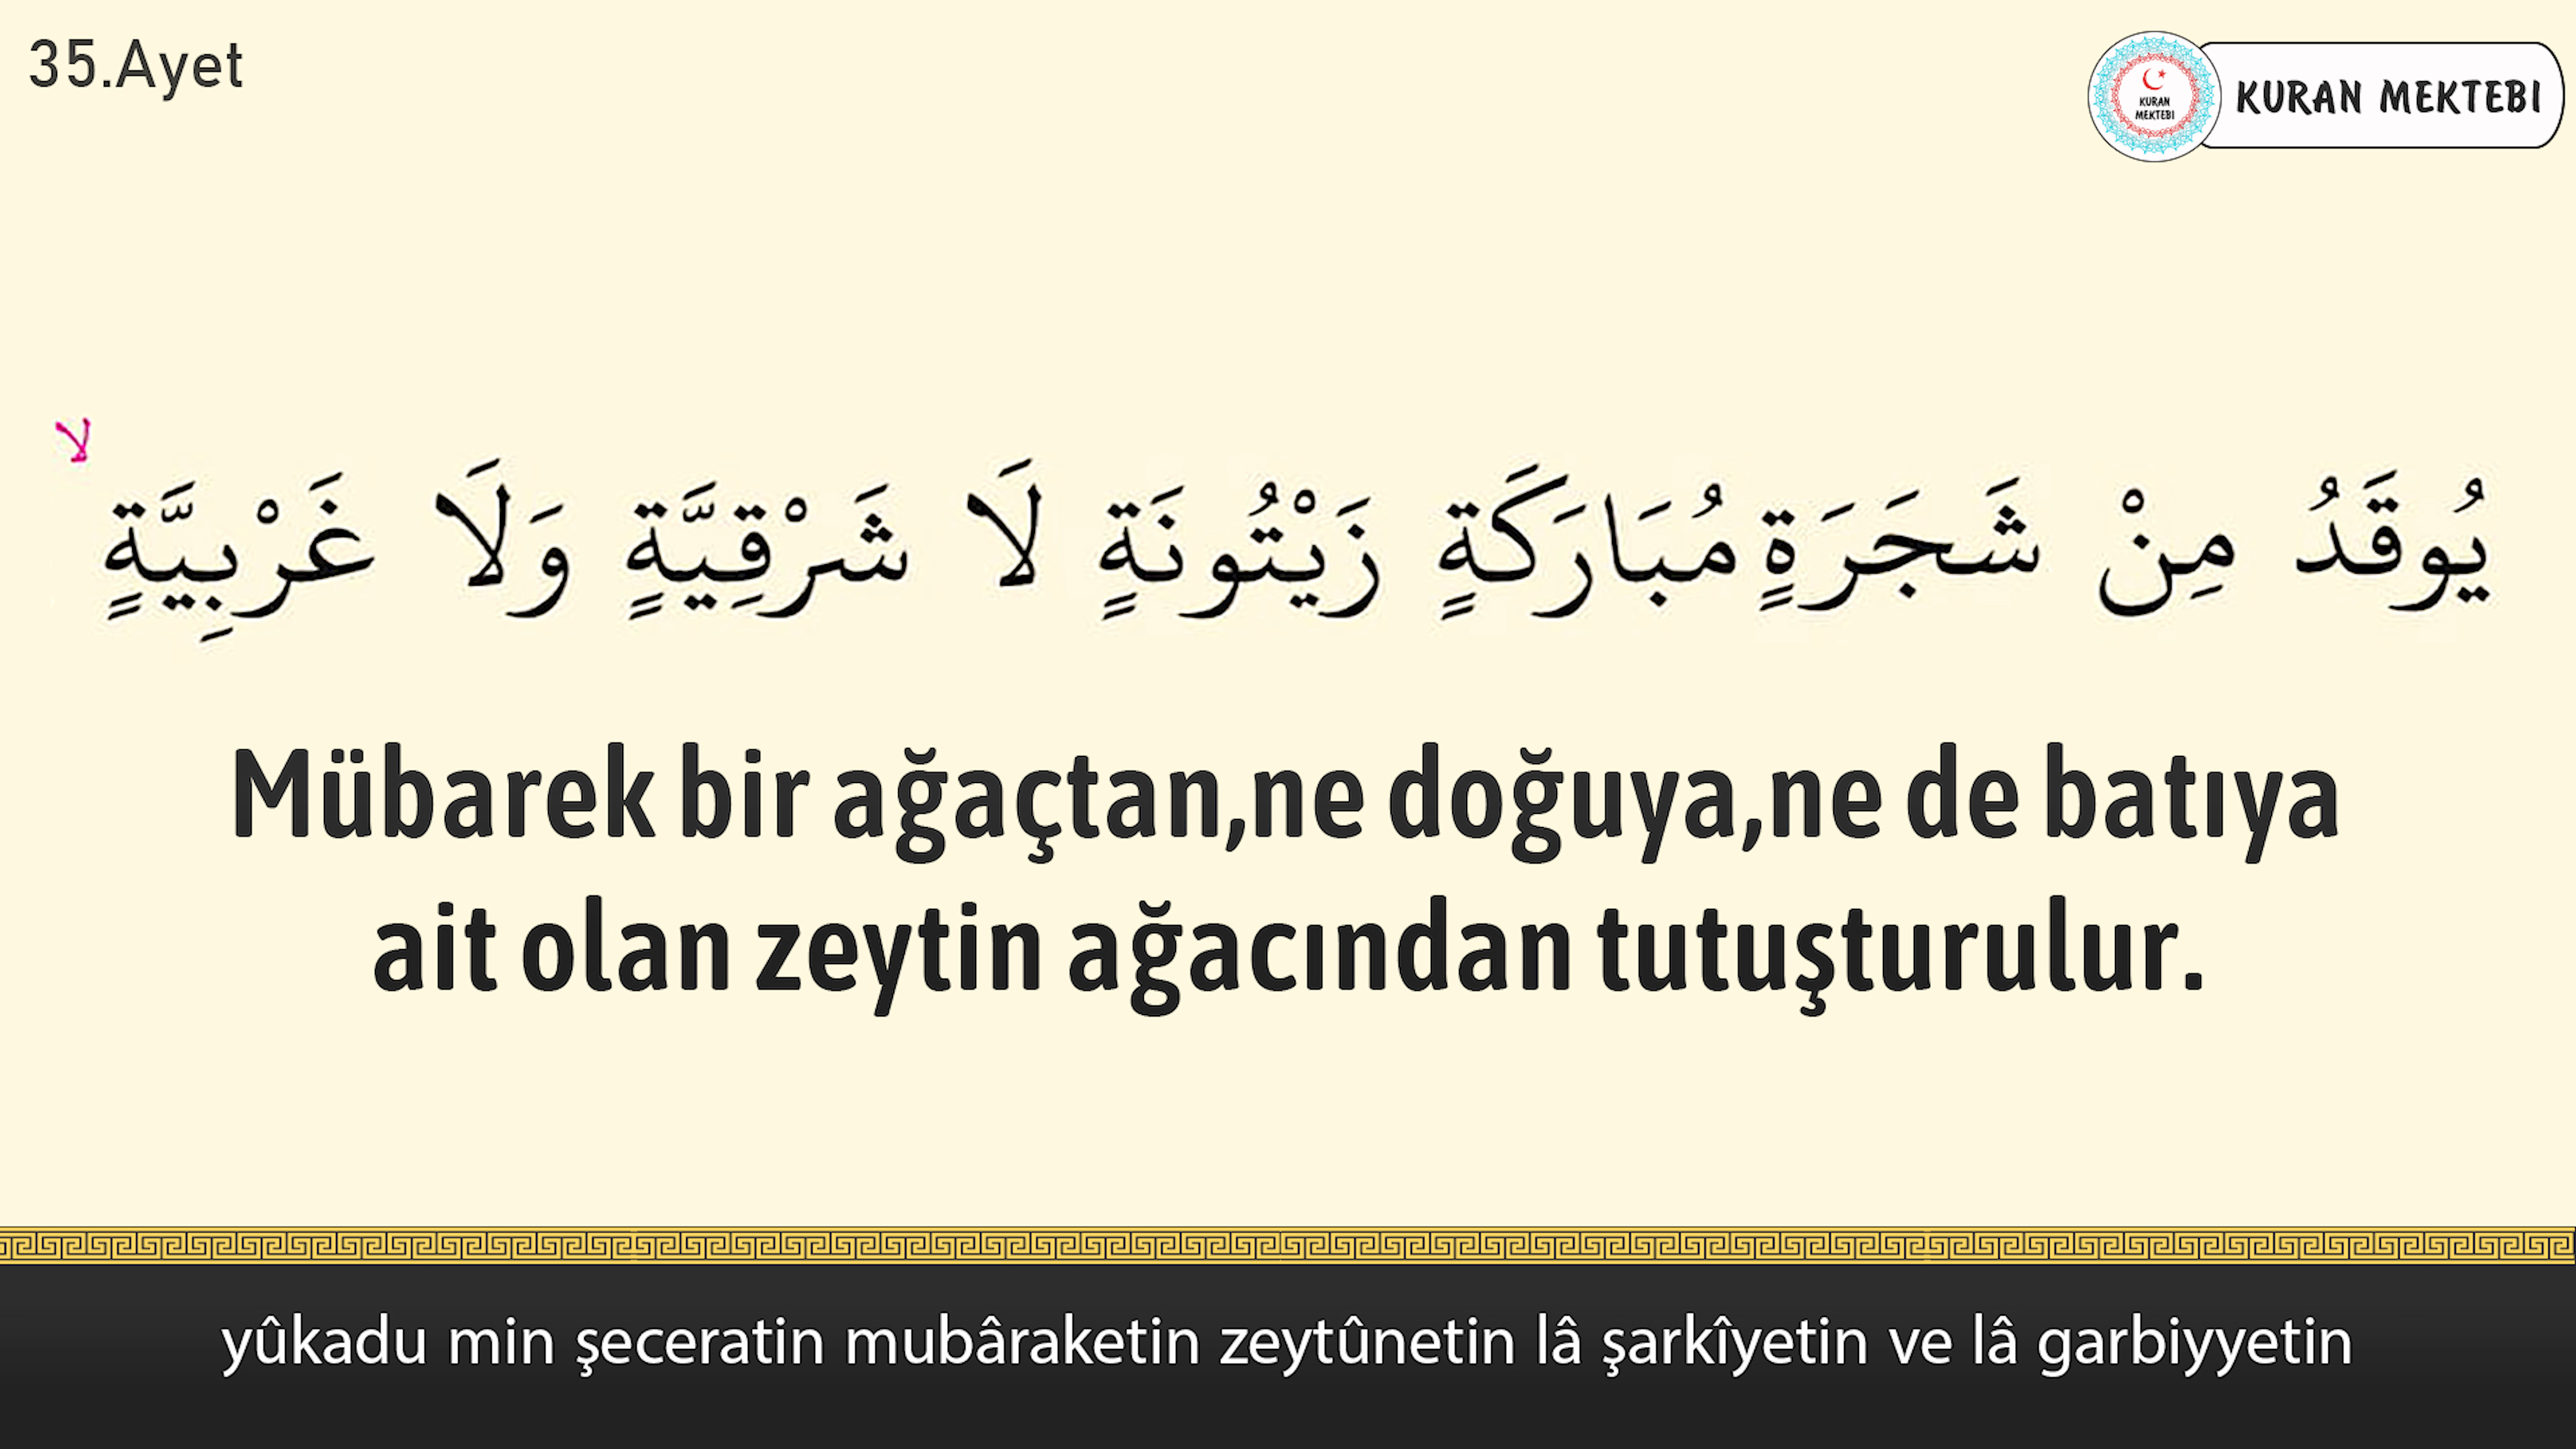 35.Ayet
KURAN
MEKTEBI
KURAN MEKTEBI
ۙ
يُوقَدُ مِنْ شَجَرَةٍ مُبَارَكَةٍ زَيْتُونَةٍ لَا شَرْقِيَّةٍ وَلَا غَرْبِيَّةٍ
Mübarek bir ağaçtan,ne doğuya,ne de batıya
ait olan zeytin ağacından tutuşturulur.
yûkadu min şeceratin mubâraketin zeytûnetin lâ şarkîyetin ve lâ garbiyyetin